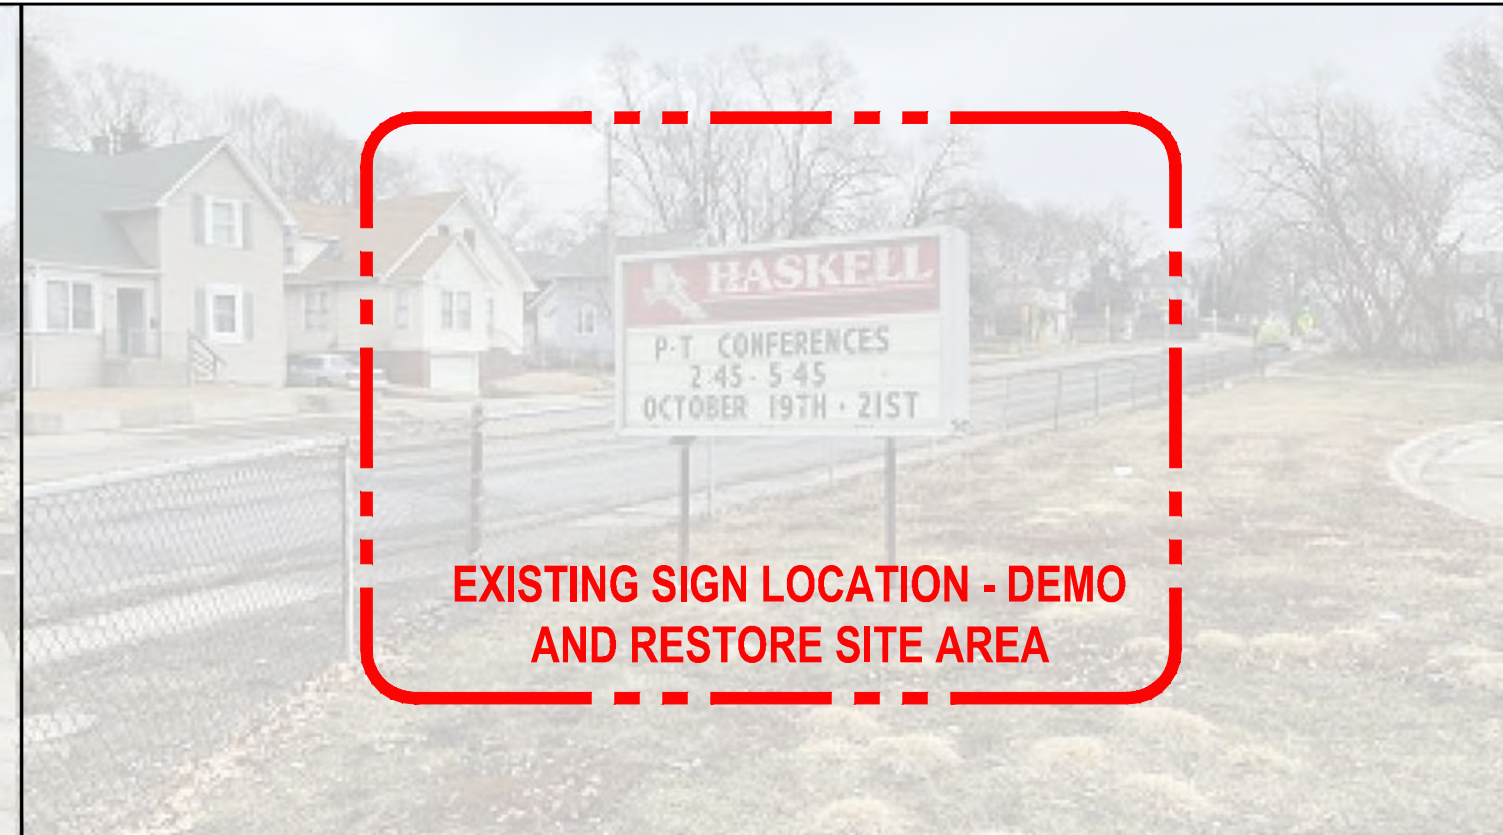 HASKELL
P-T CONFERENCES
2 45 - 5 45
OCTOBER 19TH - 21ST
EXISTING SIGN LOCATION - DEMO
AND RESTORE SITE AREA